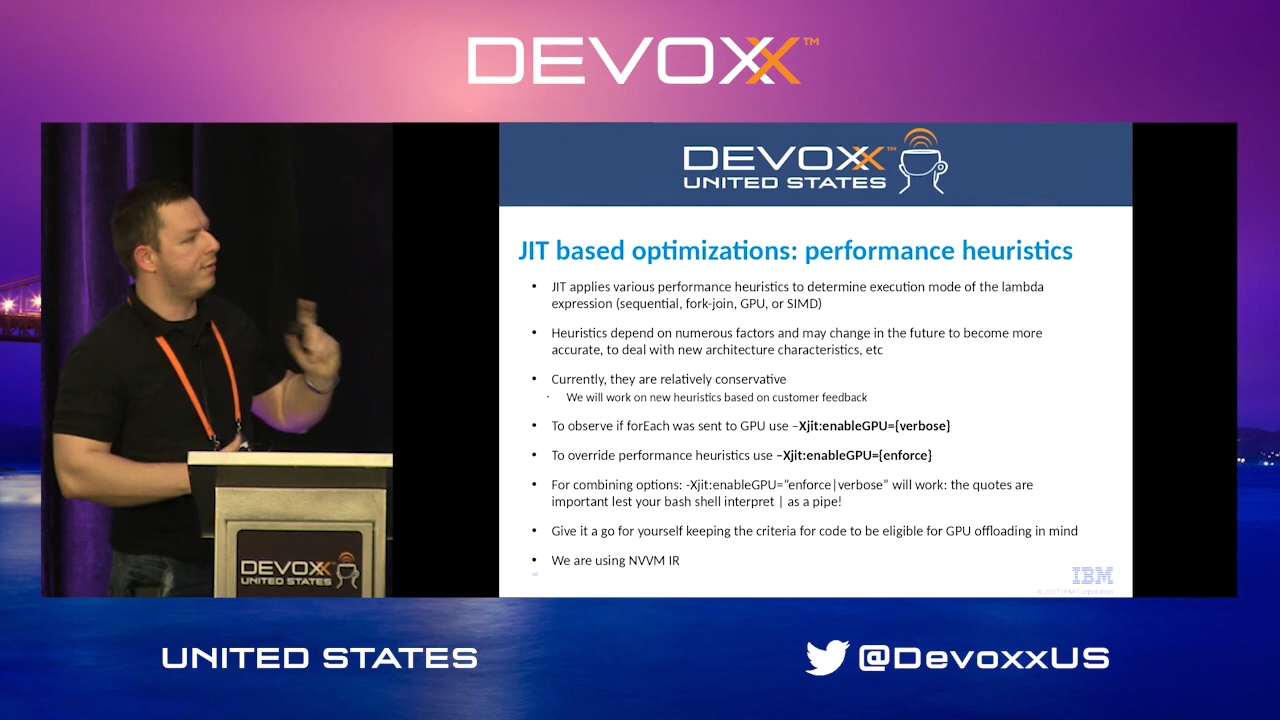 DEVOXX™
DEVOXX™
UNITED STATES
JIT based optimizations: performance heuristics
• JIT applies various performance heuristics to determine execution mode of the lambda
expression (sequential, fork-join, GPU, or SIMD)
• Heuristics depend on numerous factors and may change in the future to become more
accurate, to deal with new architecture characteristics, etc
• Currently, they are relatively conservative
· We will work on new heuristics based on customer feedback
• To observe if forEach was sent to GPU use –Xjit:enableGPU={verbose}
• To override performance heuristics use –Xjit:enableGPU={enforce}
• For combining options: -Xjit:enableGPU=”enforce|verbose” will work: the quotes are
important lest your bash shell interpret | as a pipe!
• Give it a go for yourself keeping the criteria for code to be eligible for GPU offloading in mind
• We are using NVVM IR
IBM
© 2017 IBM Corporation
DEVOXX
UNITED STATES
UNITED STATES
@DevoxxUS